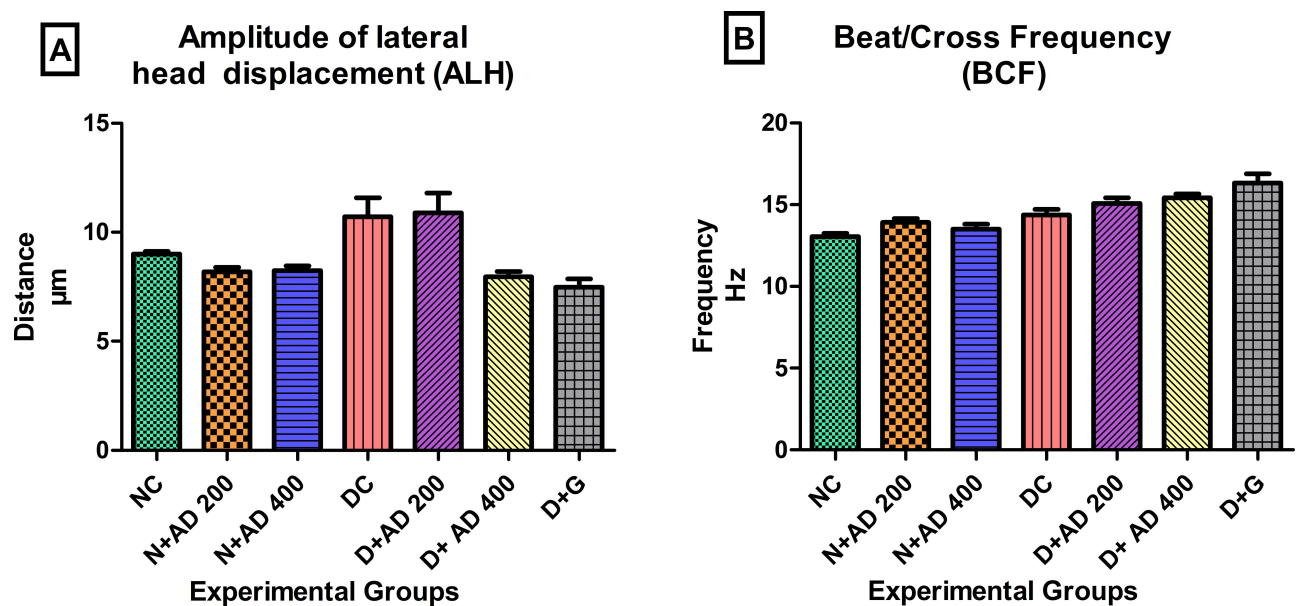 A
Amplitude of lateral
head displacement (ALH)
15
10
5
0
Distance
µm
NC
N+AD 200
N+AD 400
DC
D+AD 200
D+ AD 400
D+G
Experimental Groups
B
Beat/Cross Frequency
(BCF)
20
15
10
5
0
Frequency
Hz
NC
N+AD 200
N+AD 400
DC
D+AD 200
D+ AD 400
D+G
Experimental Groups